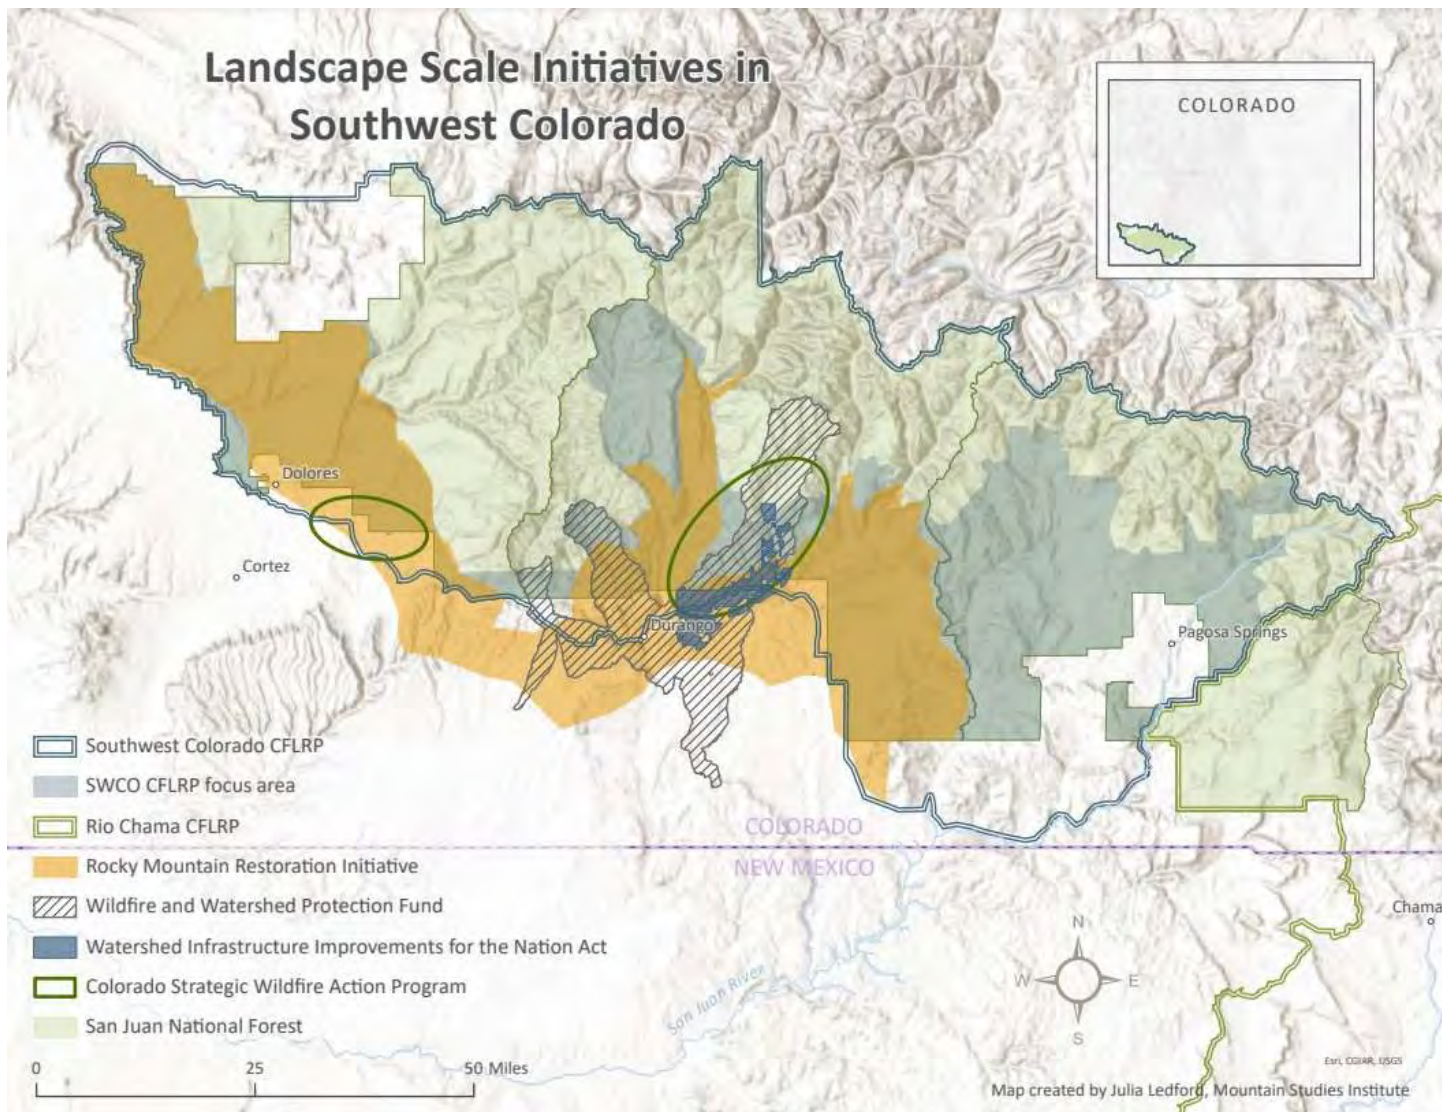 Landscape Scale Initiatives in
Southwest Colorado
COLORADO
Dolores
Cortez
Durango
Pagosa Springs
Southwest Colorado CFLRP
SWCO CFLRP focus area
Rio Chama CFLRP
Rocky Mountain Restoration Initiative
Wildfire and Watershed Protection Fund
Watershed Infrastructure Improvements for the Nation Act
Colorado Strategic Wildfire Action Program
San Juan National Forest
COLORADO
NEW MEXICO
San Juan River
Chama
N
W
E
S
0 25 50 Miles
Esri, CGIAR, USGS
Map created by Julia Ledford, Mountain Studies Institute